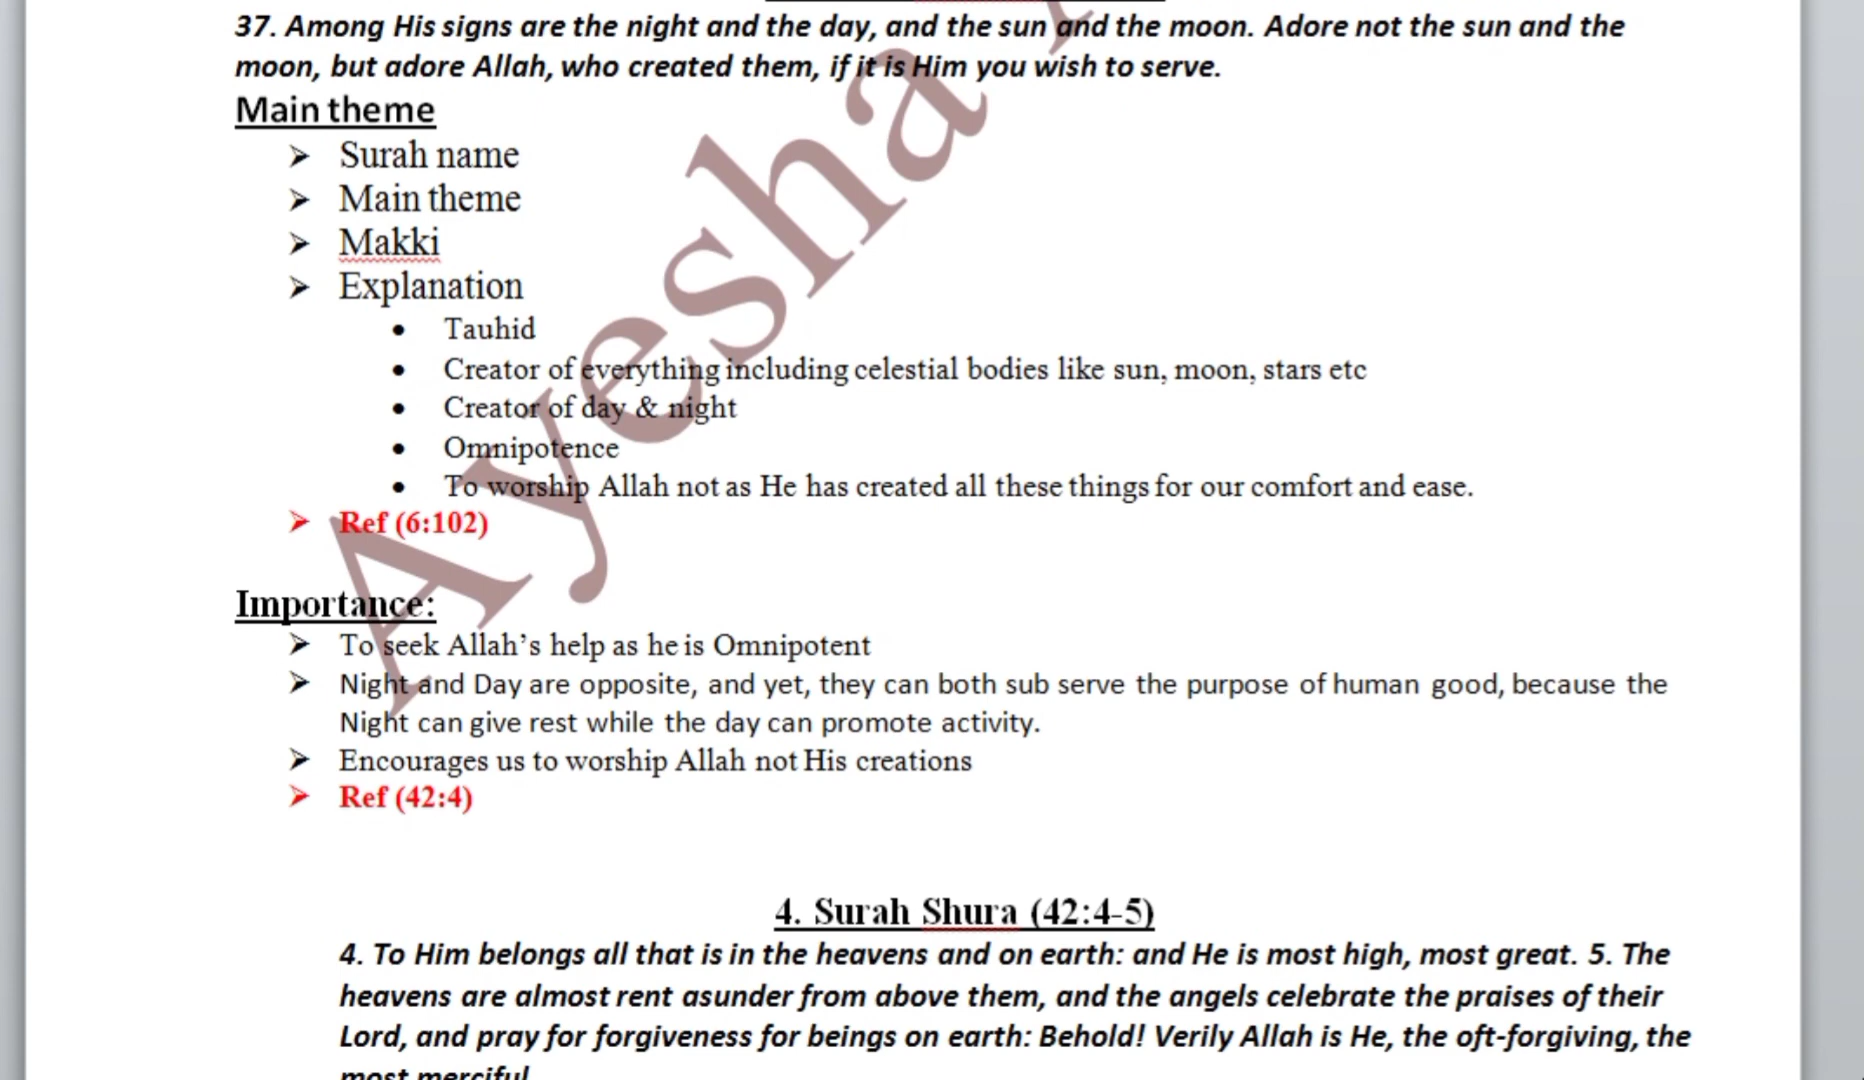 37. Among His signs are the night and the day, and the sun and the moon. Adore not the sun and the
moon, but adore Allah, who created them, if it is Him you wish to serve.
Main theme
➢ Surah name
➢ Main theme
➢ Makki
➢ Explanation
• Tauhid
• Creator of everything including celestial bodies like sun, moon, stars etc
• Creator of day & night
• Omnipotence
• To worship Allah not as He has created all these things for our comfort and ease.
➢ Ref (6:102)
Importance:
➢ To seek Allah’s help as he is Omnipotent
➢ Night and Day are opposite, and yet, they can both sub serve the purpose of human good, because the
Night can give rest while the day can promote activity.
➢ Encourages us to worship Allah not His creations
➢ Ref (42:4)
4. Surah Shura (42:4-5)
4. To Him belongs all that is in the heavens and on earth: and He is most high, most great. 5. The
heavens are almost rent asunder from above them, and the angels celebrate the praises of their
Lord, and pray for forgiveness for beings on earth: Behold! Verily Allah is He, the oft-forgiving, the
most merciful
Ayesha